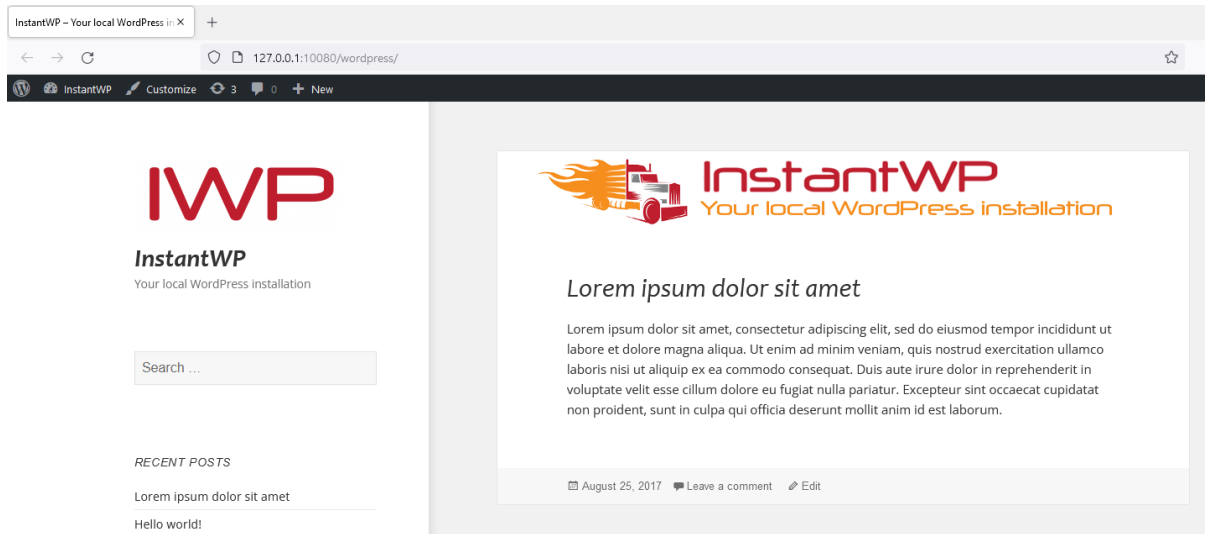 InstantWP – Your local WordPress in
127.0.0.1:10080/wordpress/
InstantWP Customize 3 0 New
IWP
InstantWP
Your local WordPress installation
Search …
RECENT POSTS
Lorem ipsum dolor sit amet
Hello world!
InstantWP
Your local WordPress installation
Lorem ipsum dolor sit amet
Lorem ipsum dolor sit amet, consectetur adipiscing elit, sed do eiusmod tempor incididunt ut
labore et dolore magna aliqua. Ut enim ad minim veniam, quis nostrud exercitation ullamco
laboris nisi ut aliquip ex ea commodo consequat. Duis aute irure dolor in reprehenderit in
voluptate velit esse cillum dolore eu fugiat nulla pariatur. Excepteur sint occaecat cupidatat
non proident, sunt in culpa qui officia deserunt mollit anim id est laborum.
August 25, 2017 Leave a comment Edit